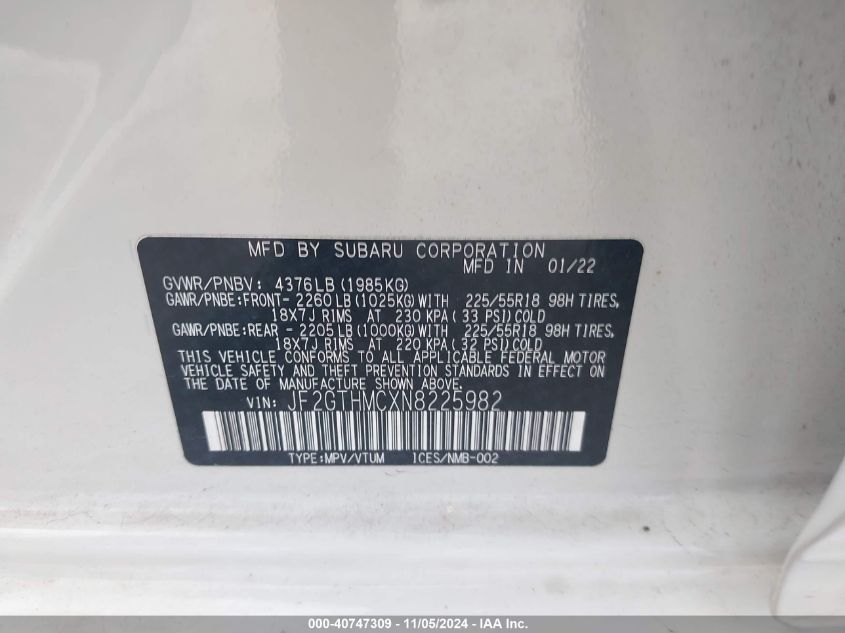 MFD BY SUBARU CORPORATION
MFD IN 01/22
GVWR/PNBV: 4376LB (1985KG)
GAWR/PNBE:FRONT- 2260LB (1025KG) WITH 225/55R18 98H TIRES,
18X7J RIMS AT 230 KPA (33 PSI) COLD
GAWR/PNBE:REAR - 2205LB (1000KG) WITH 225/55R18 98H TIRES,
18X7J RIMS AT 220 KPA (32 PSI) COLD
THIS VEHICLE CONFORMS TO ALL APPLICABLE FEDERAL MOTOR
VEHICLE SAFETY AND THEFT PREVENTION STANDARDS IN EFFECT ON
THE DATE OF MANUFACTURE SHOWN ABOVE.
VIN: JF2GTHMCXN8225982
TYPE:MPV/VTUM ICES/NMB-002
000-40747309 - 11/05/2024 - IAA Inc.